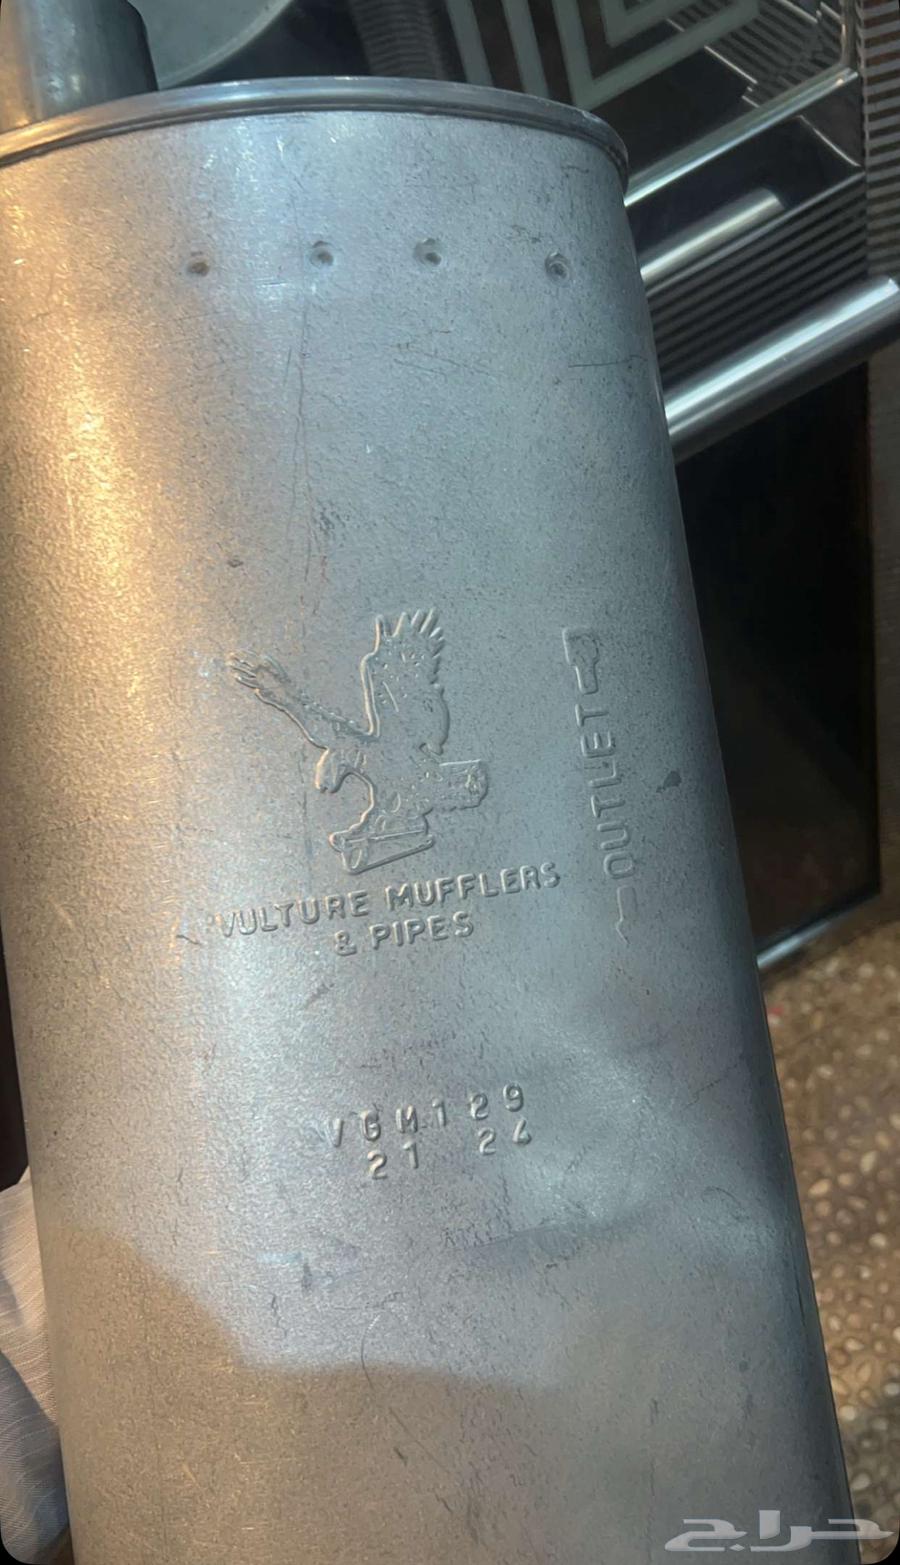 OUTLET
VULTURE MUFFLERS
& PIPES
VGM129
21 24
حراج